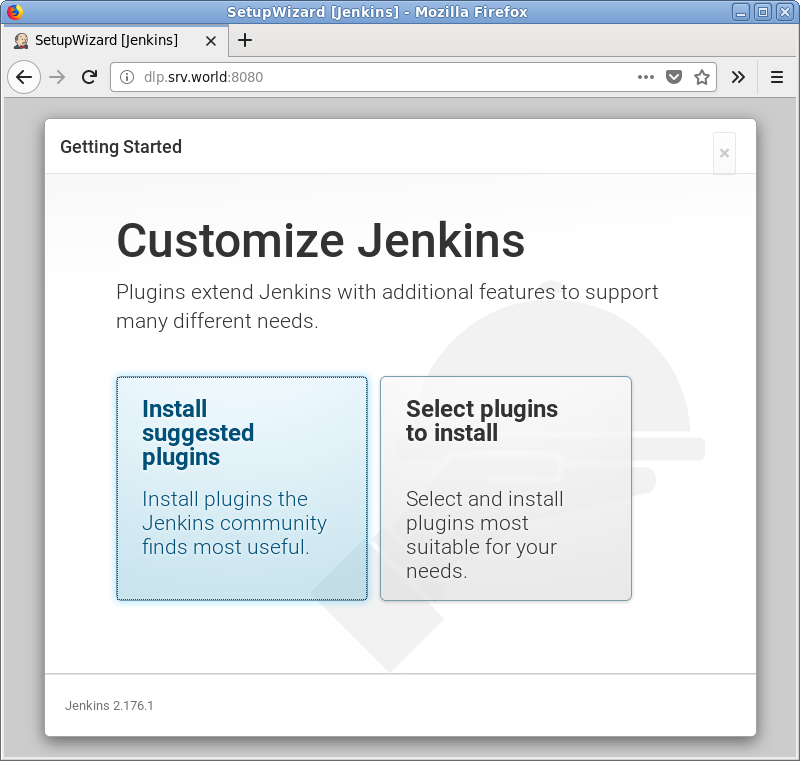 SetupWizard [Jenkins] - Mozilla Firefox
SetupWizard [Jenkins]
dlp.srv.world:8080
Getting Started
Customize Jenkins
Plugins extend Jenkins with additional features to support
many different needs.
Install
suggested
plugins
Install plugins the
Jenkins community
finds most useful.
Select plugins
to install
Select and install
plugins most
suitable for your
needs.
Jenkins 2.176.1